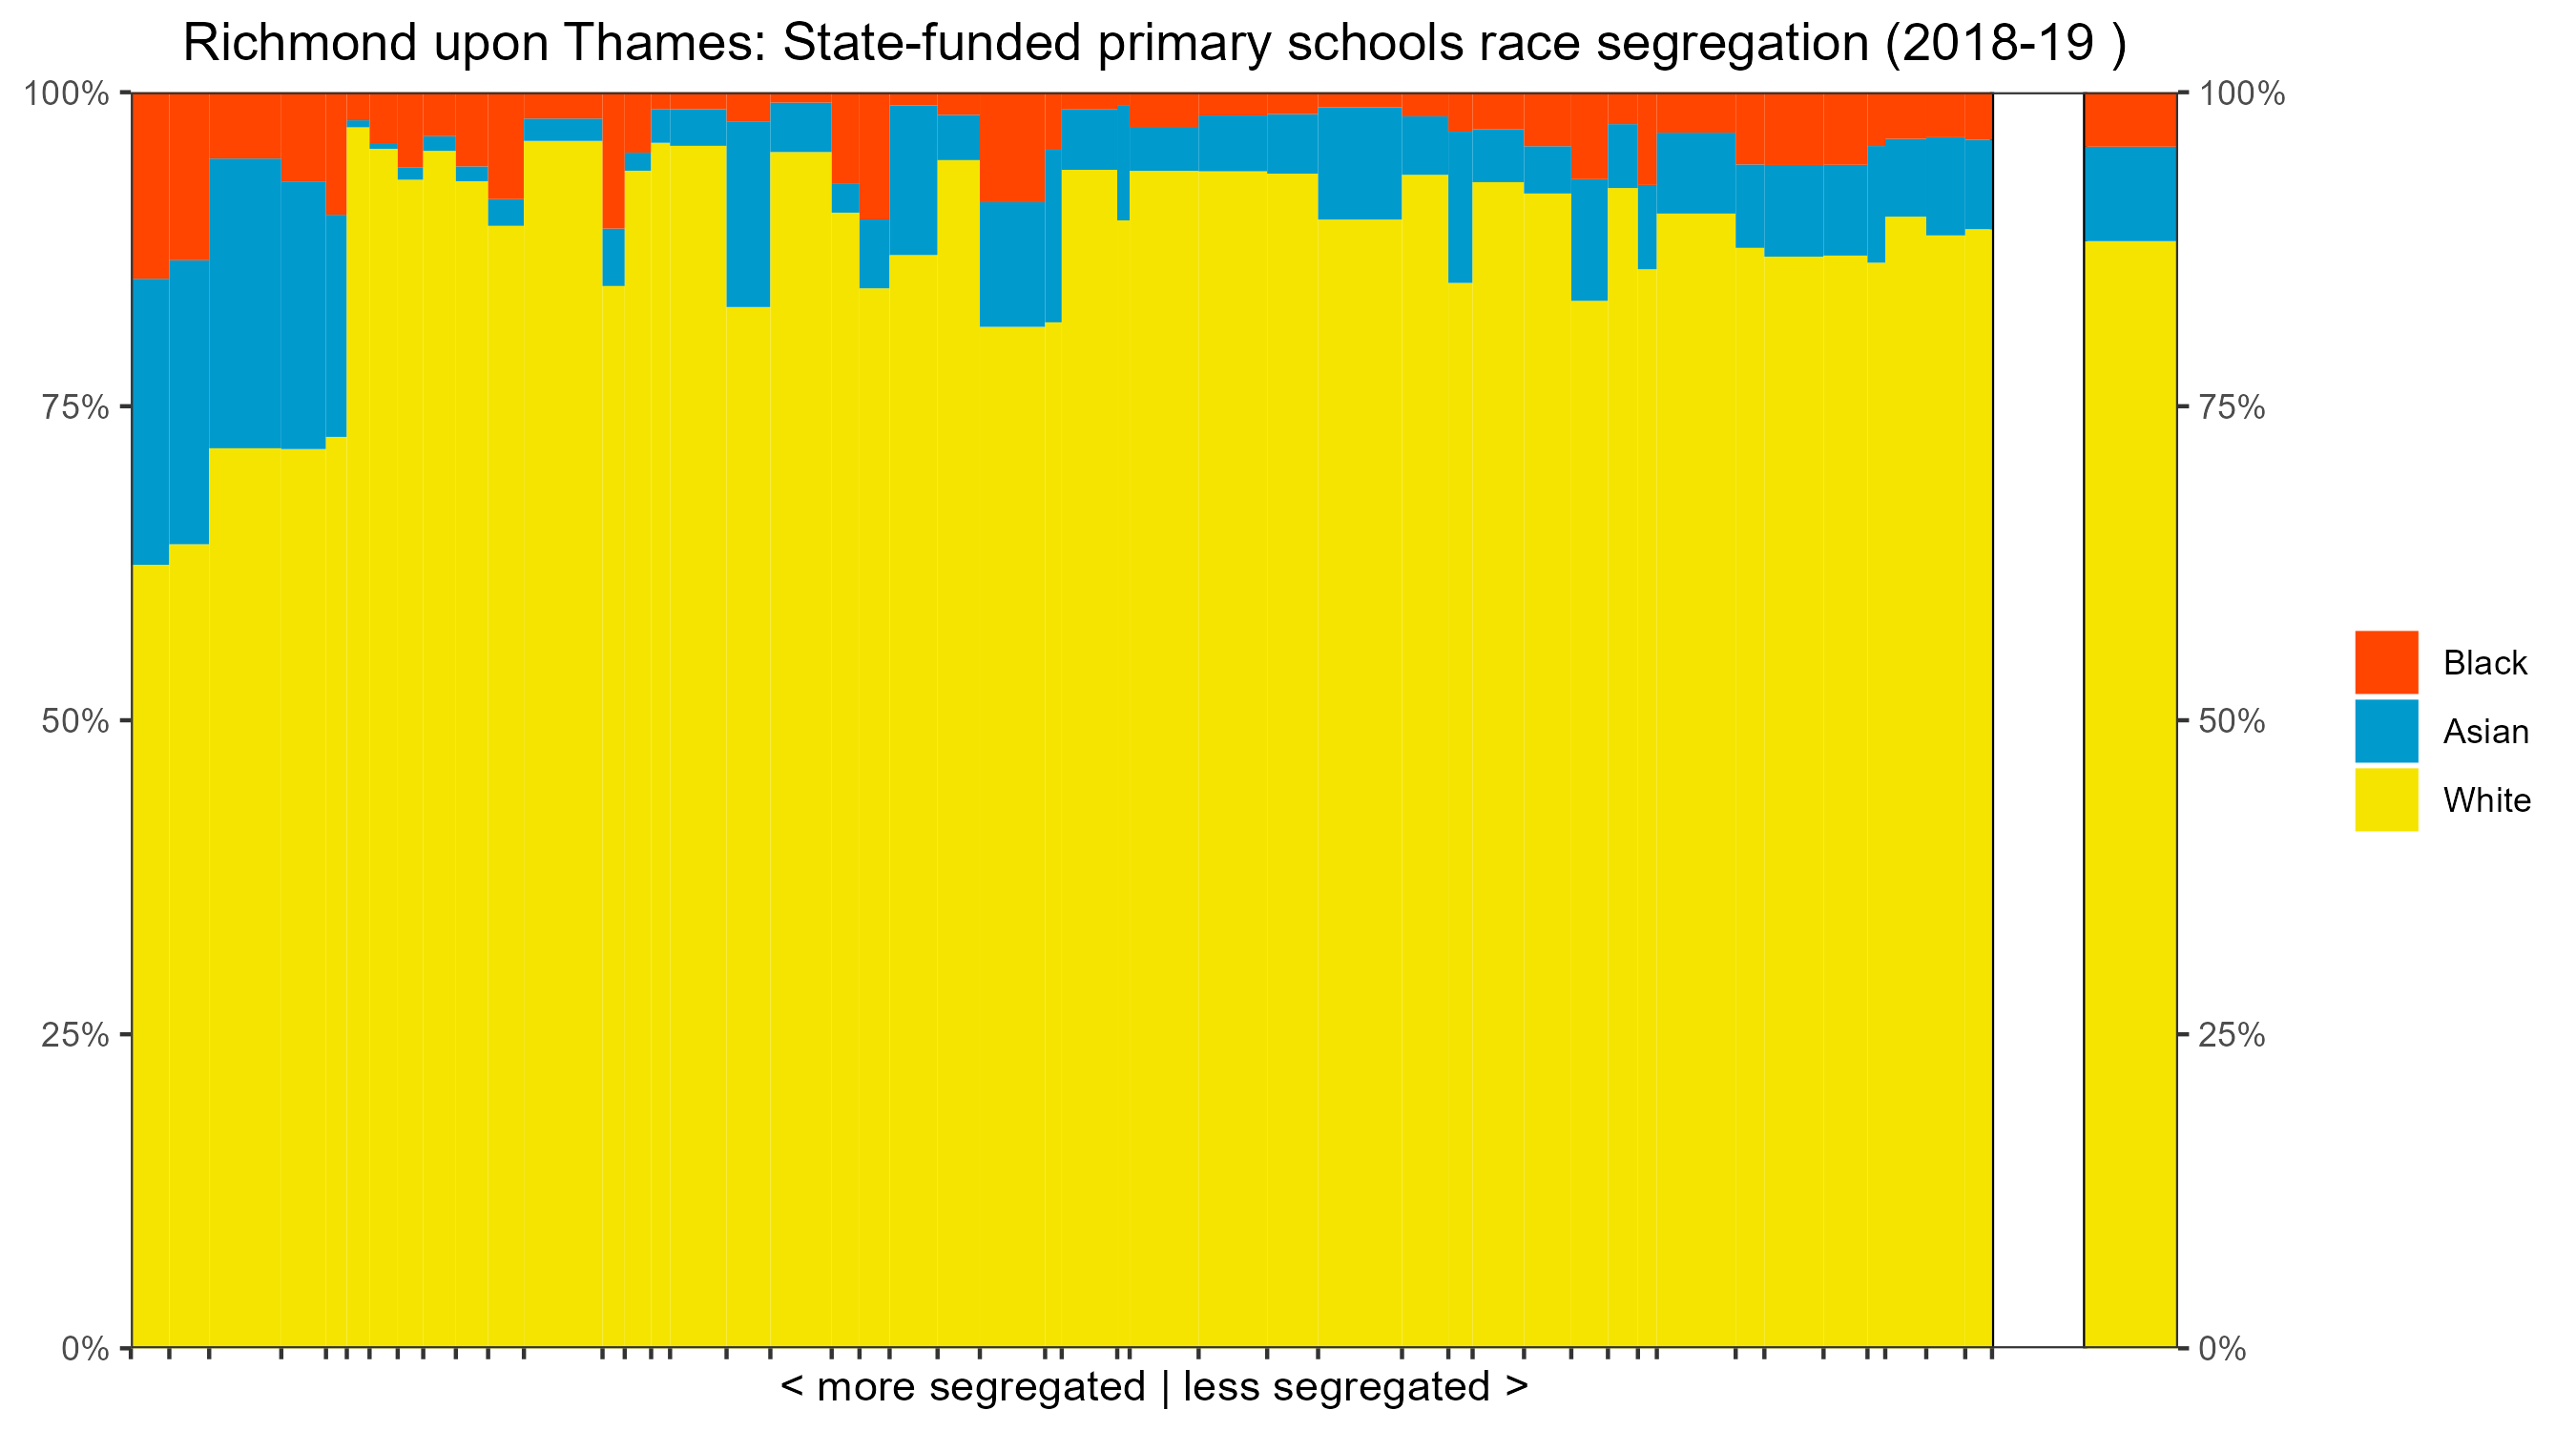 Richmond upon Thames: State-funded primary schools race segregation (2018-19 )
100%
75%
50%
25%
0%
100%
75%
50%
25%
0%
Black
Asian
White
< more segregated | less segregated >